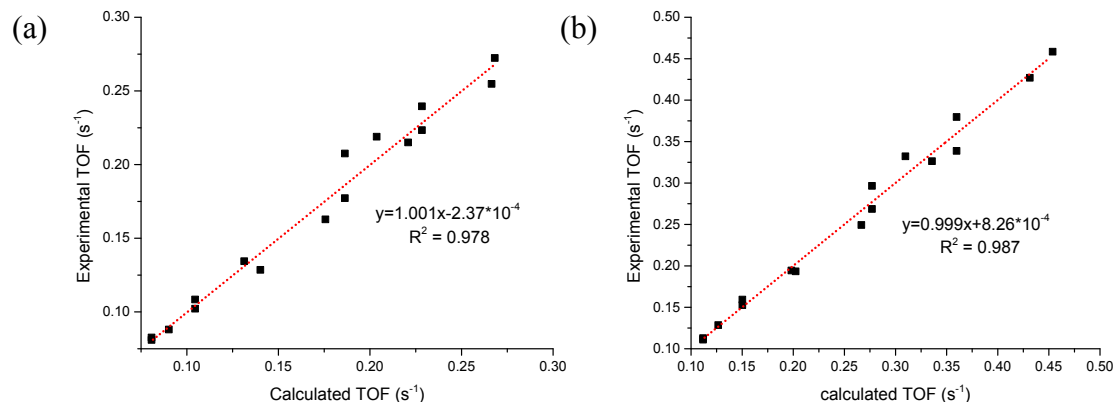 (a)
0.30
0.25
0.20
0.15
0.10
Experimental TOF (s⁻¹)
y=1.001x-2.37*10⁻⁴
R² = 0.978
0.10 0.15 0.20 0.25 0.30
Calculated TOF (s⁻¹)
(b)
0.50
0.45
0.40
0.35
0.30
0.25
0.20
0.15
0.10
Experimental TOF (s⁻¹)
y=0.999x+8.26*10⁻⁴
R² = 0.987
0.10 0.15 0.20 0.25 0.30 0.35 0.40 0.45 0.50
calculated TOF (s⁻¹)